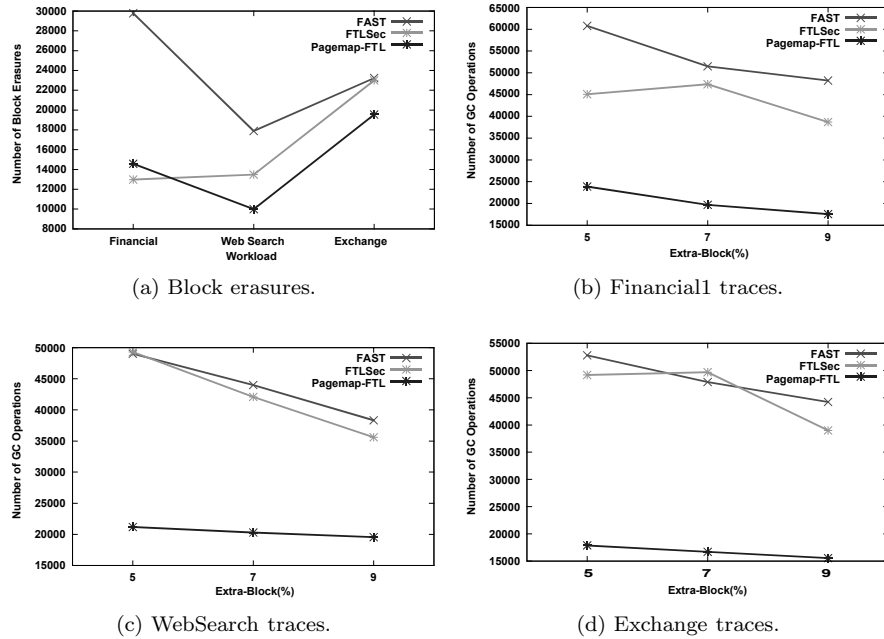 30000
28000
26000
24000
22000
20000
18000
16000
14000
12000
10000
8000
Number of Block Erasures
FAST
FTLSec
Pagemap-FTL
Financial Web Search Exchange
Workload
(a) Block erasures.
65000
60000
55000
50000
45000
40000
35000
30000
25000
20000
15000
Number of GC Operations
FAST
FTLSec
Pagemap-FTL
5 7 9
Extra-Block(%)
(b) Financial1 traces.
50000
45000
40000
35000
30000
25000
20000
15000
Number of GC Operations
FAST
FTLSec
Pagemap-FTL
5 7 9
Extra-Block(%)
(c) WebSearch traces.
55000
50000
45000
40000
35000
30000
25000
20000
15000
Number of GC Operations
FAST
FTLSec
Pagemap-FTL
5 7 9
Extra-Block(%)
(d) Exchange traces.